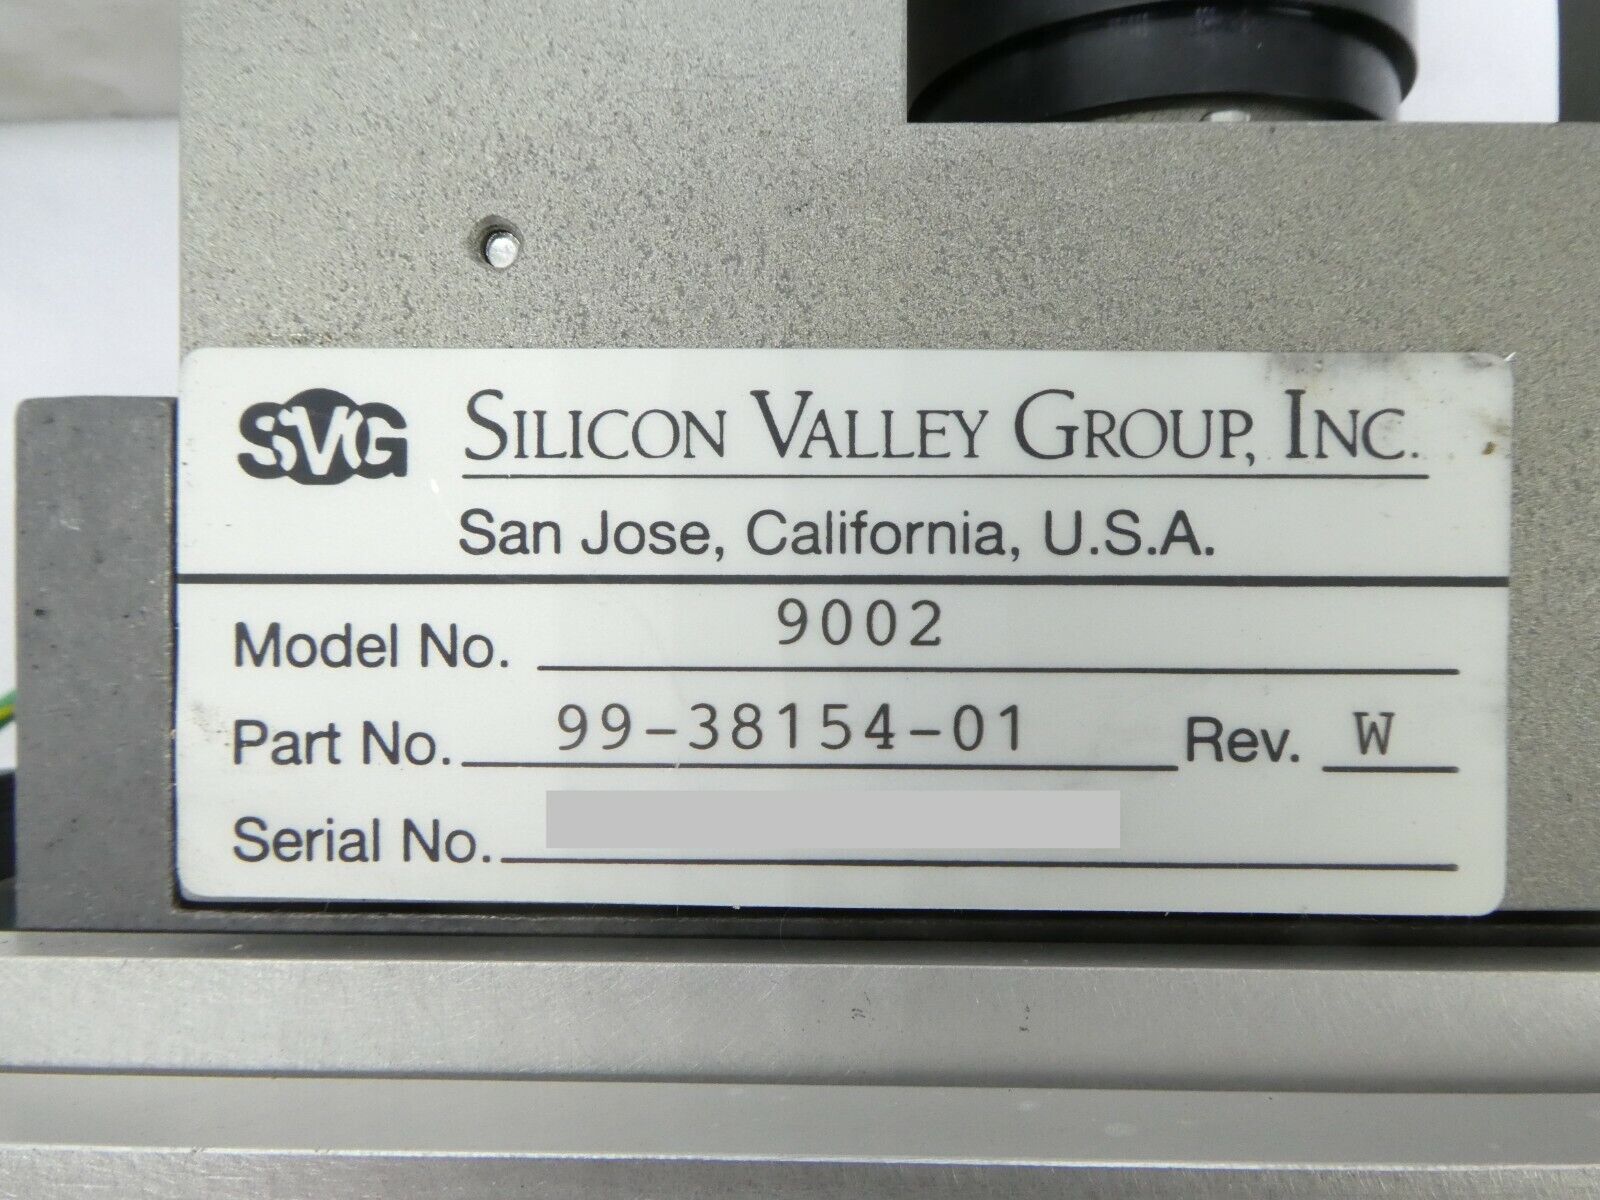 SVG SILICON VALLEY GROUP, INC.
San Jose, California, U.S.A.
Model No. 9002
Part No. 99-38154-01 Rev. W
Serial No.